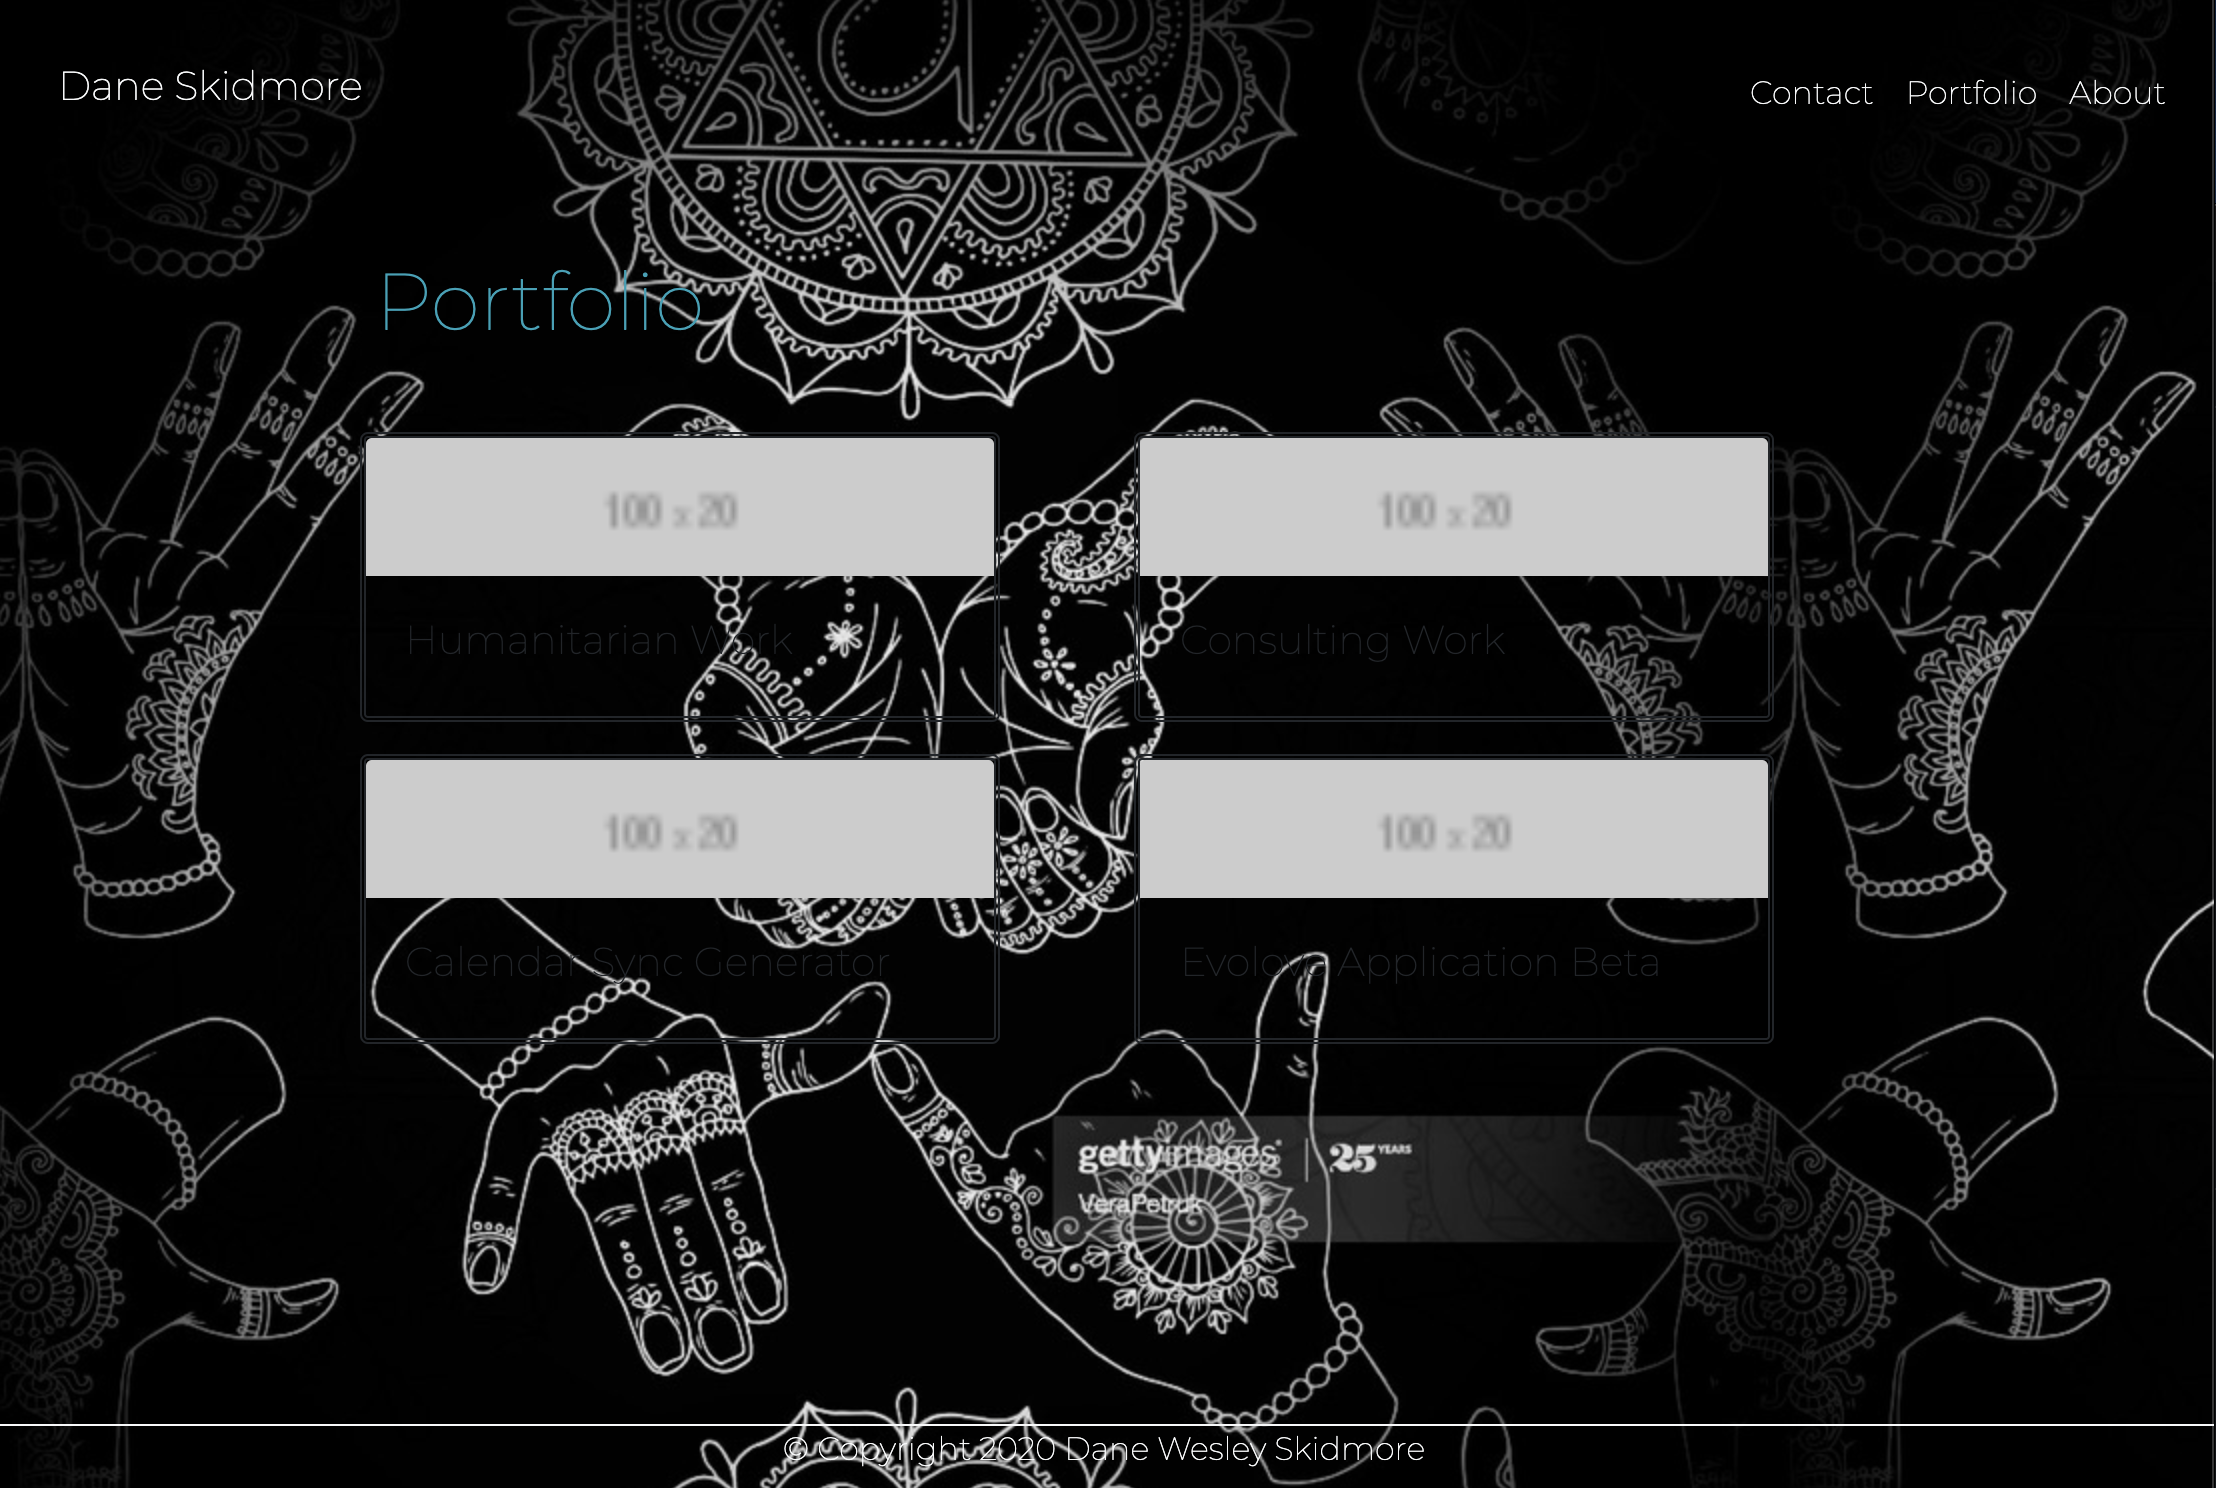 Dane Skidmore
Contact Portfolio About
Portfolio
100 x 20
100 x 20
Humanitarian Work
Consulting Work
100 x 20
100 x 20
Calendar Sync Generator
Evolove Application Beta
gettyimages® | 25 YEARS
VeraPetruk
© Copyright 2020 Dane Wesley Skidmore